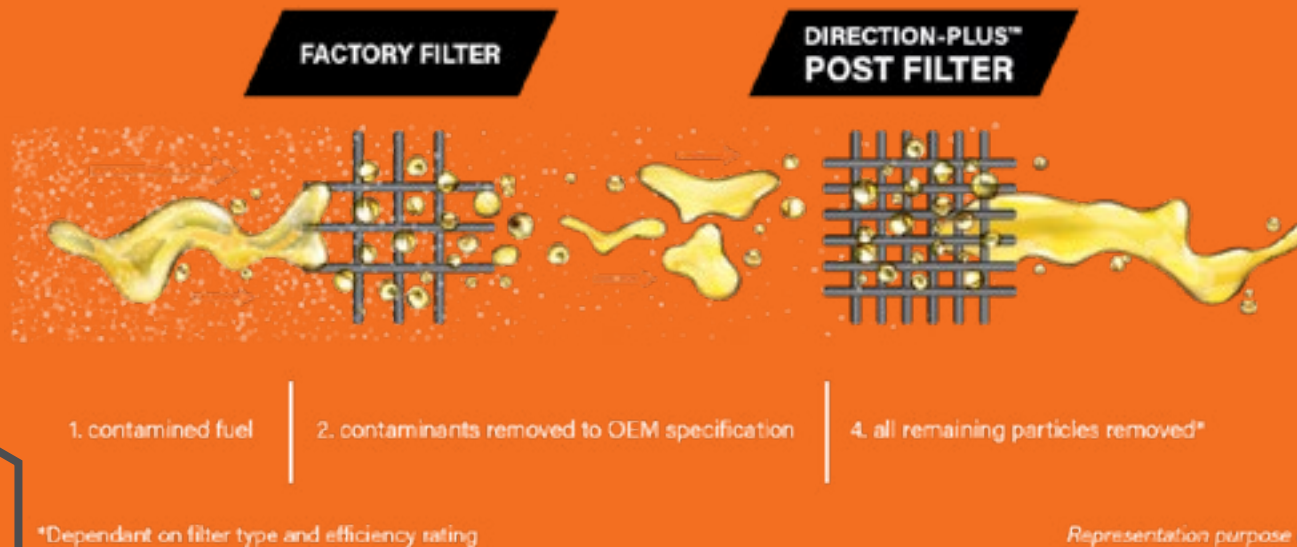 FACTORY FILTER
DIRECTION-PLUS™
POST FILTER
1. contamined fuel
2. contaminants removed to OEM specification
4. all remaining particles removed*
*Dependant on filter type and efficiency rating
Representation purpose